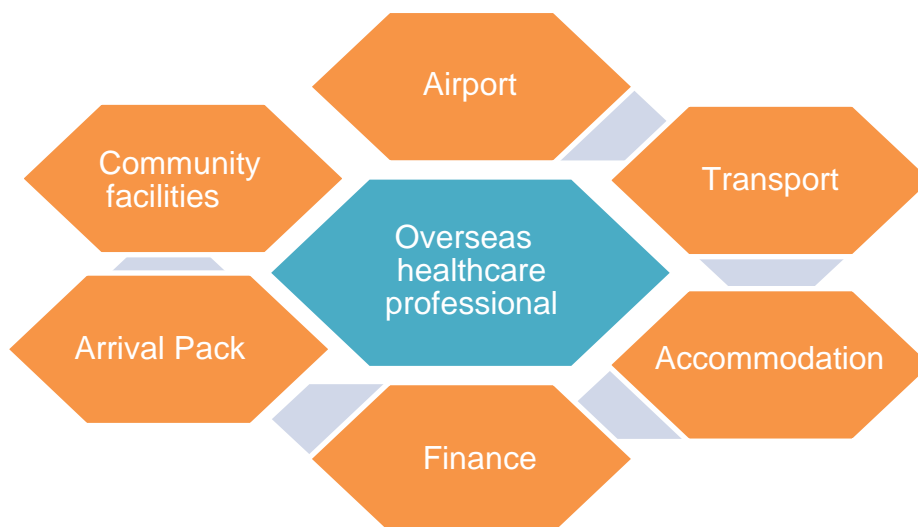 Airport
Transport
Community
facilities
Overseas
healthcare
professional
Arrival Pack
Accommodation
Finance